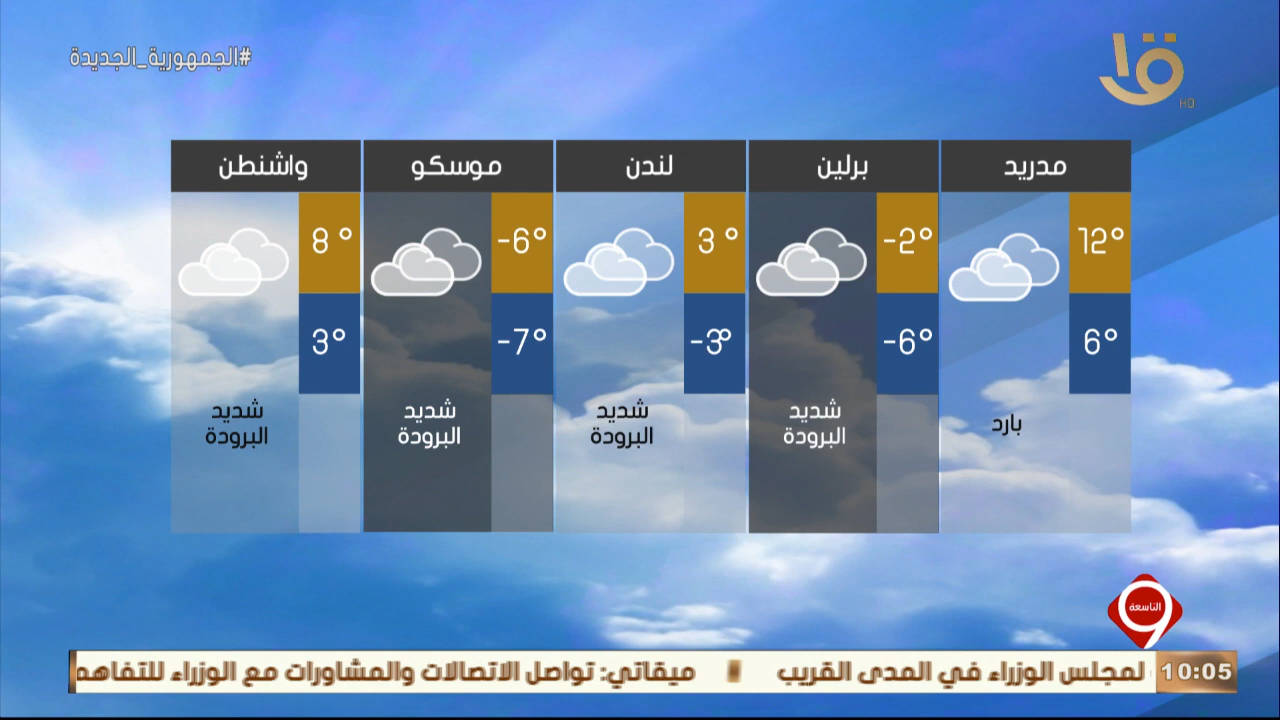 #الجمهورية_الجديدة
HD
مدريد
12°
6°
بارد
برلين
-2°
-6°
شديد
البرودة
لندن
3°
-3°
شديد
البرودة
موسكو
-6°
-7°
شديد
البرودة
واشنطن
8°
3°
شديد
البرودة
التاسعة
9
10:05
لمجلس الوزراء في المدى القريب
ميقاتي: تواصل الاتصالات والمشاورات مع الوزراء للتفاهم